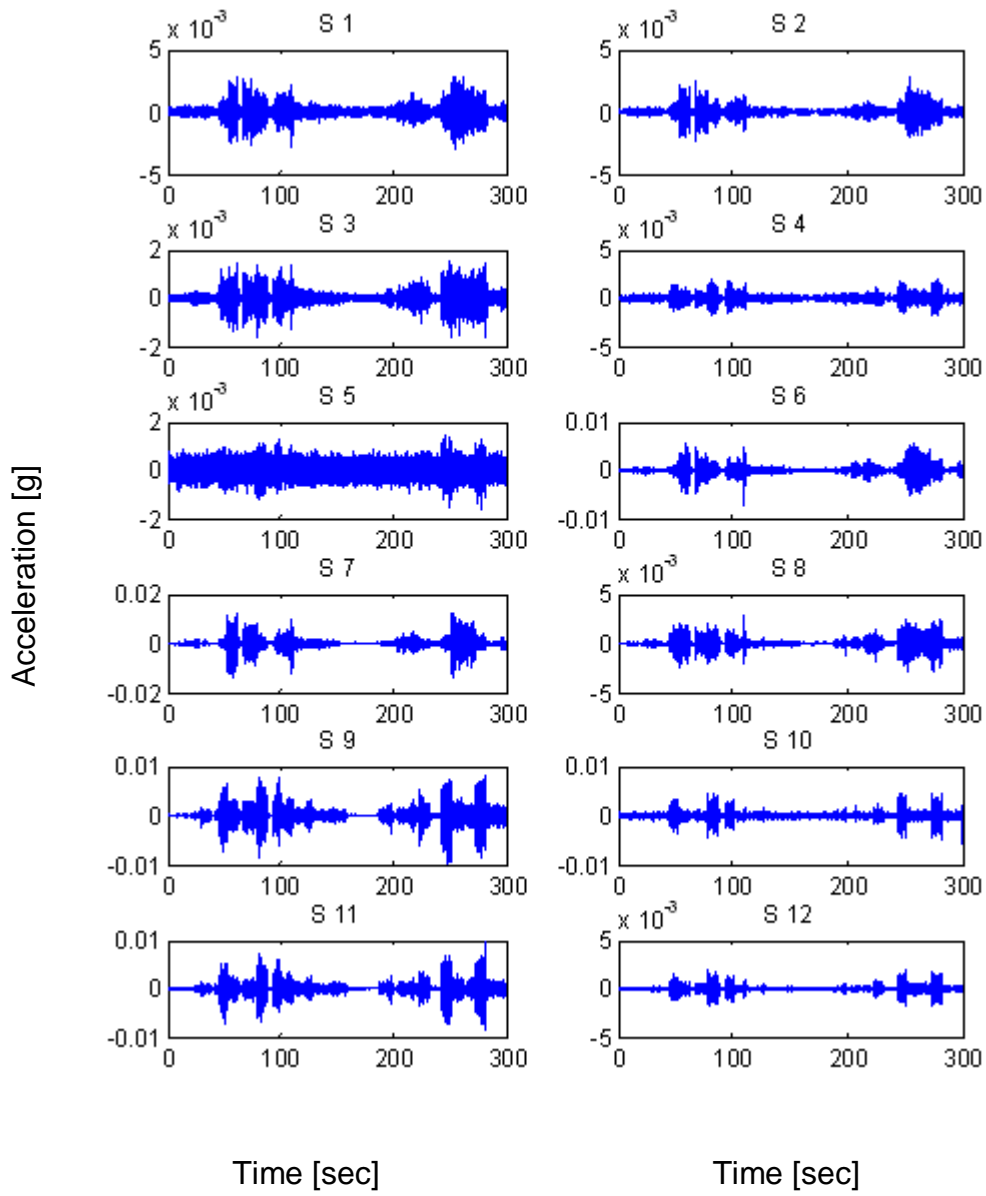 x 10-3 S 1
5
0
-5
0 100 200 300
x 10-3 S 2
5
0
-5
0 100 200 300
x 10-3 S 3
2
0
-2
0 100 200 300
x 10-3 S 4
5
0
-5
0 100 200 300
x 10-3 S 5
2
0
-2
0 100 200 300
S 6
0.01
0
-0.01
0 100 200 300
S 7
0.02
0
-0.02
0 100 200 300
x 10-3 S 8
5
0
-5
0 100 200 300
S 9
0.01
0
-0.01
0 100 200 300
S 10
0.01
0
-0.01
0 100 200 300
S 11
0.01
0
-0.01
0 100 200 300
x 10-3 S 12
5
0
-5
0 100 200 300
Acceleration [g]
Time [sec]
Time [sec]